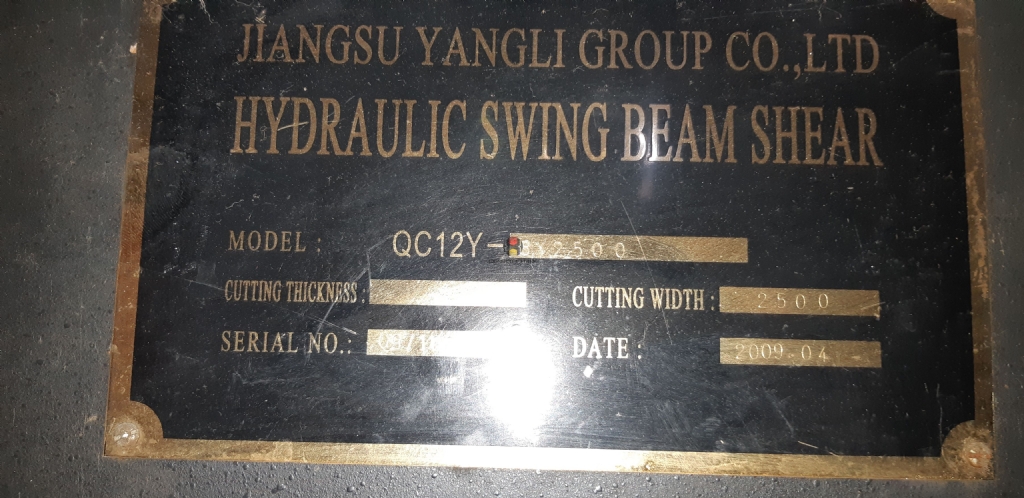 JIANGSU YANGLI GROUP CO.,LTD
HYDRAULIC SWING BEAM SHEAR
MODEL : QC12Y-8X2500
CUTTING THICKNESS : CUTTING WIDTH : 2500
SERIAL NO.: DATE : 2009-04